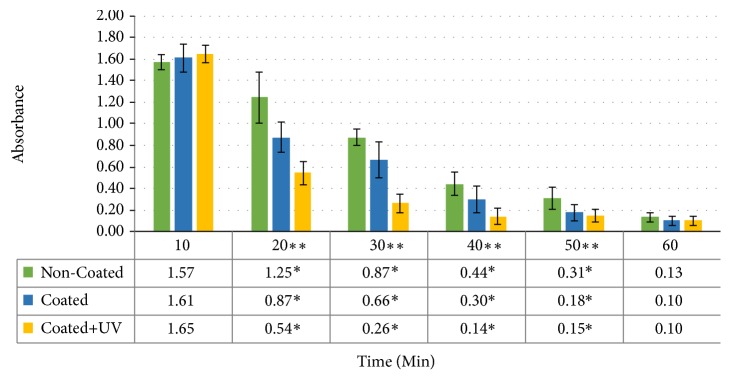 2.00
1.80
1.60
1.40
1.20
1.00
0.80
0.60
0.40
0.20
0.00
Absorbance
10 20** 30** 40** 50** 60
Non-Coated 1.57 1.25* 0.87* 0.44* 0.31* 0.13
Coated 1.61 0.87* 0.66* 0.30* 0.18* 0.10
Coated+UV 1.65 0.54* 0.26* 0.14* 0.15* 0.10
Time (Min)